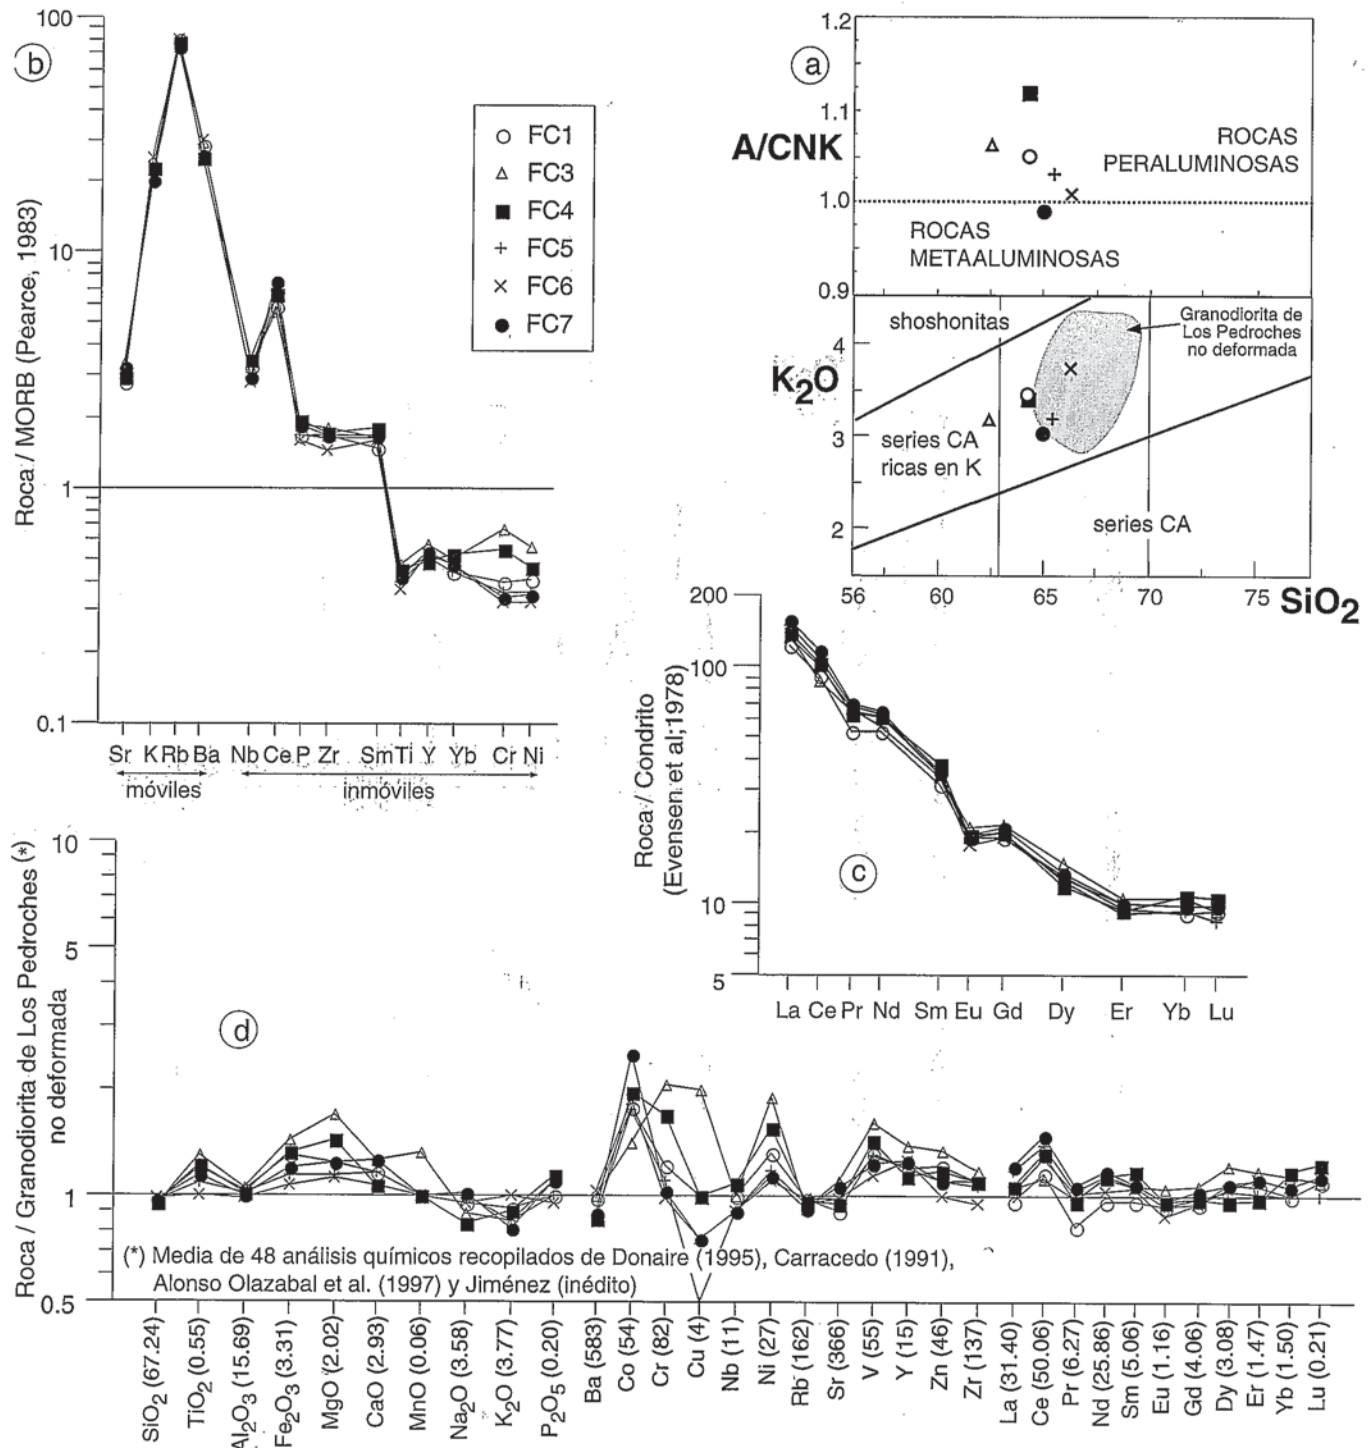 b
100
10
1
0.1
Roca / MORB (Pearce, 1983)
FC1
FC3
FC4
FC5
FC6
FC7
Sr K Rb Ba Nb Ce P Zr Sm Ti Y Yb Cr Ni
móviles
inmóviles
a
1.2
1.1
1.0
0.9
A/CNK
ROCAS
PERALUMINOSAS
ROCAS
METAALUMINOSAS
shoshonitas
Granodiorita de
Los Pedroches
no deformada
4
3
2
K2O
series CA
ricas en K
series CA
56 60 65 70 75 SiO2
200
100
10
5
Roca / Condrito
(Evensen et al;1978)
c
La Ce Pr Nd Sm Eu Gd Dy Er Yb Lu
10
5
1
0.5
Roca / Granodiorita de Los Pedroches (*)
no deformada
d
(*) Media de 48 análisis químicos recopilados de Donaire (1995), Carracedo (1991),
Alonso Olazabal et al. (1997) y Jiménez (inédito)
SiO2 (67.24)
TiO2 (0.55)
Al2O3 (15.69)
Fe2O3 (3.31)
MgO (2.02)
CaO (2.93)
MnO (0.06)
Na2O (3.58)
K2O (3.77)
P2O5 (0.20)
Ba (583)
Co (54)
Cr (82)
Cu (4)
Nb (11)
Ni (27)
Rb (162)
Sr (366)
V (55)
Y (15)
Zn (46)
Zr (137)
La (31.40)
Ce (50.06)
Pr (6.27)
Nd (25.86)
Sm (5.06)
Eu (1.16)
Gd (4.06)
Dy (3.08)
Er (1.47)
Yb (1.50)
Lu (0.21)